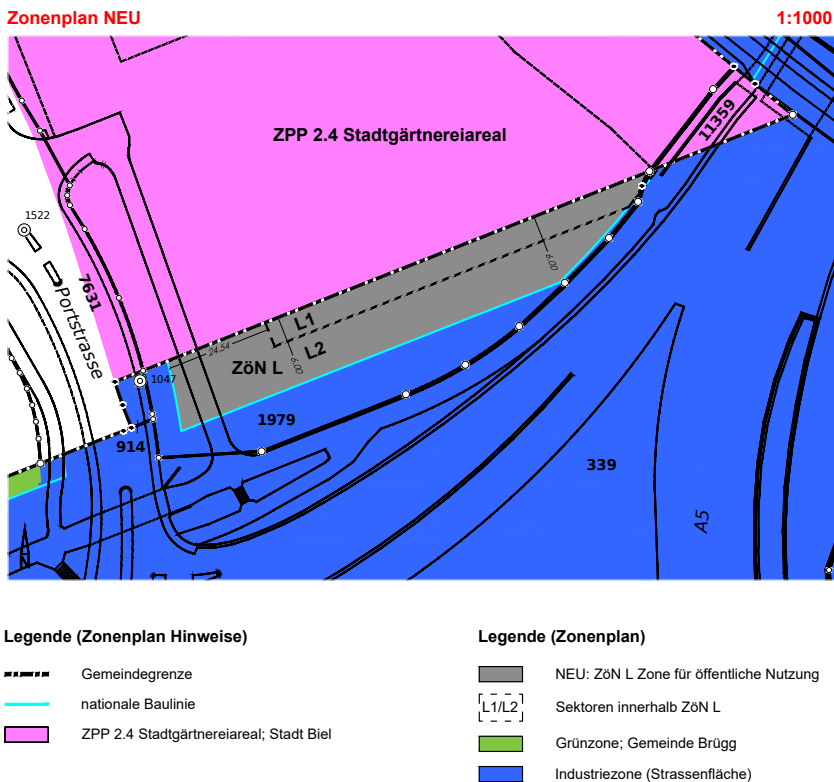 Zonenplan NEU 1:1000
ZPP 2.4 Stadtgärtnereiareal
11359
1522
7631
Portstrasse
6.00
L1
L2
24.54
6.00
ZöN L
1047
1979
914
339
A5
Legende (Zonenplan Hinweise)
Gemeindegrenze
nationale Baulinie
ZPP 2.4 Stadtgärtnereiareal; Stadt Biel
Legende (Zonenplan)
NEU: ZöN L Zone für öffentliche Nutzung
L1/L2 Sektoren innerhalb ZöN L
Grünzone; Gemeinde Brügg
Industriezone (Strassenfläche)